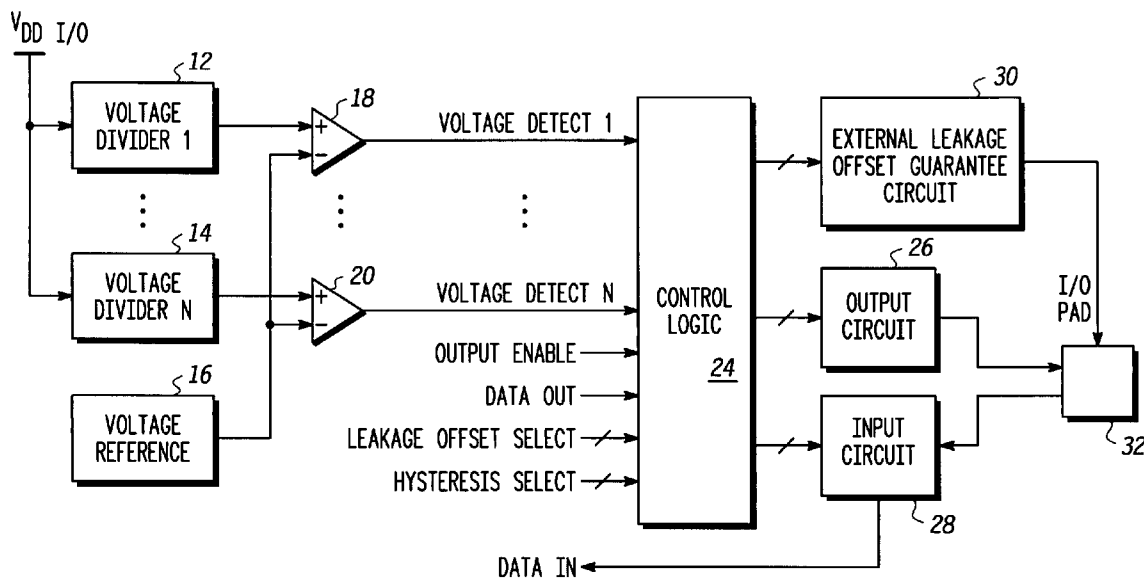 VDD I/O
12
VOLTAGE
DIVIDER 1
18
+
−
VOLTAGE DETECT 1
30
EXTERNAL LEAKAGE
OFFSET GUARANTEE
CIRCUIT
14
VOLTAGE
DIVIDER N
20
+
−
VOLTAGE DETECT N
CONTROL
LOGIC
24
26
OUTPUT
CIRCUIT
I/O
PAD
32
16
VOLTAGE
REFERENCE
OUTPUT ENABLE
DATA OUT
LEAKAGE OFFSET SELECT
HYSTERESIS SELECT
INPUT
CIRCUIT
28
DATA IN